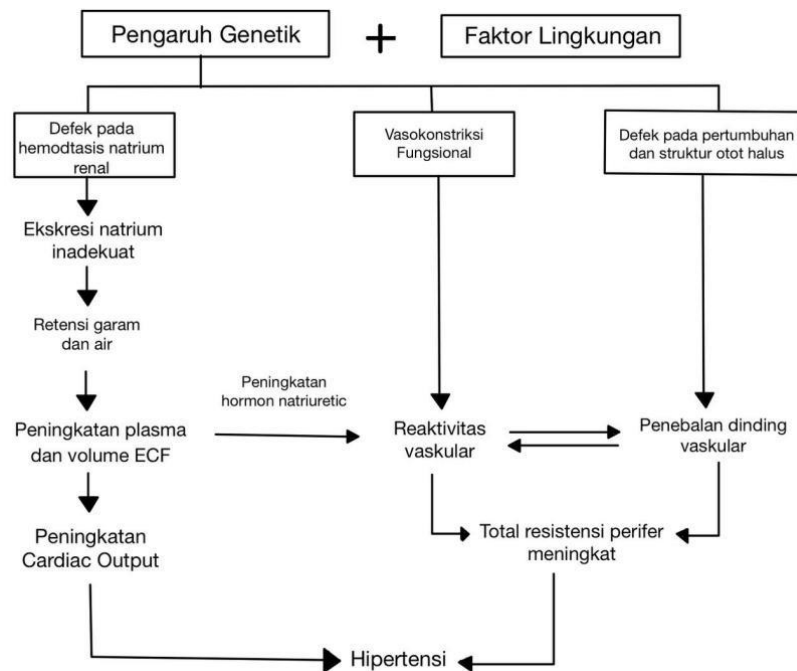 Pengaruh Genetik
+
Faktor Lingkungan
Defek pada
hemodtasis natrium
renal
Vasokonstriksi
Fungsional
Defek pada pertumbuhan
dan struktur otot halus
Ekskresi natrium
inadekuat
Retensi garam
dan air
Peningkatan
hormon natriuretic
Peningkatan plasma
dan volume ECF
Reaktivitas
vaskular
Penebalan dinding
vaskular
Peningkatan
Cardiac Output
Total resistensi perifer
meningkat
Hipertensi